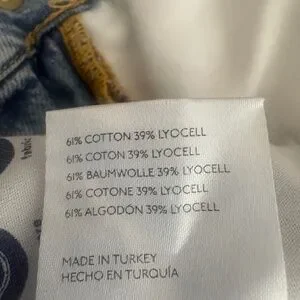 61% COTTON 39% LYOCELL
61% COTON 39% LYOCELL
61% BAUMWOLLE 39% LYOCELL
61% COTONE 39% LYOCELL
61% ALGODÓN 39% LYOCELL
MADE IN TURKEY
HECHO EN TURQUÍA